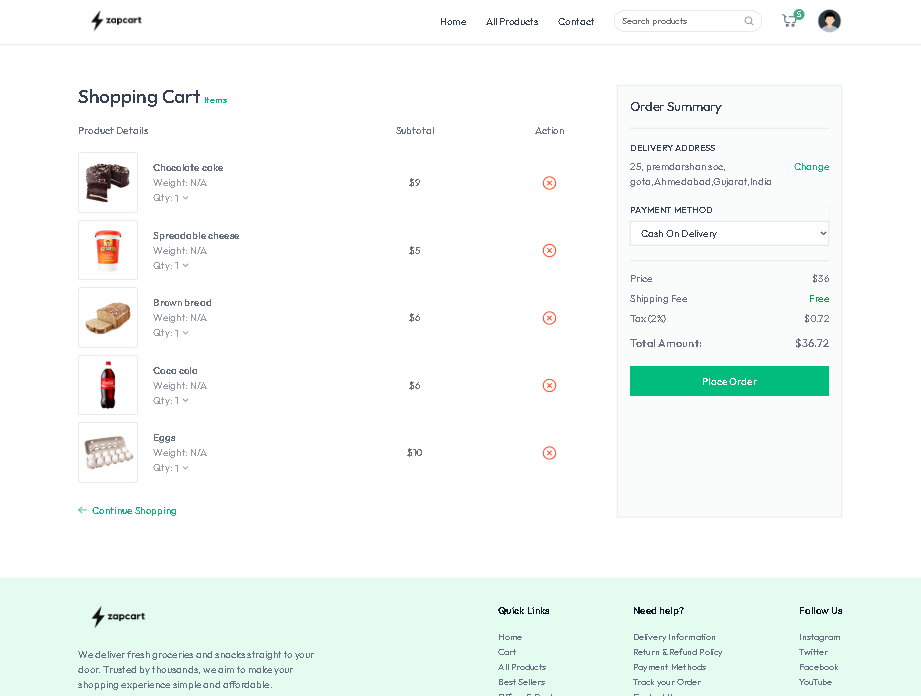 zapcart
Home All Products Contact Search products 5
Shopping Cart Items
Product Details Subtotal Action
Chocolate cake
Weight: N/A
Qty: 1
$9
Spreadable cheese
Weight: N/A
Qty: 1
$5
Brown bread
Weight: N/A
Qty: 1
$6
Coca cola
Weight: N/A
Qty: 1
$6
Eggs
Weight: N/A
Qty: 1
$10
Continue Shopping
Order Summary
DELIVERY ADDRESS
25, premdarshan soc,
gota,Ahmedabad,Gujarat,India
Change
PAYMENT METHOD
Cash On Delivery
Price $36
Shipping Fee Free
Tax (2%) $0.72
Total Amount: $36.72
Place Order
zapcart
We deliver fresh groceries and snacks straight to your
door. Trusted by thousands, we aim to make your
shopping experience simple and affordable.
Quick Links
Home
Cart
All Products
Best Sellers
Need help?
Delivery Information
Return & Refund Policy
Payment Methods
Track your Order
Follow Us
Instagram
Twitter
Facebook
YouTube